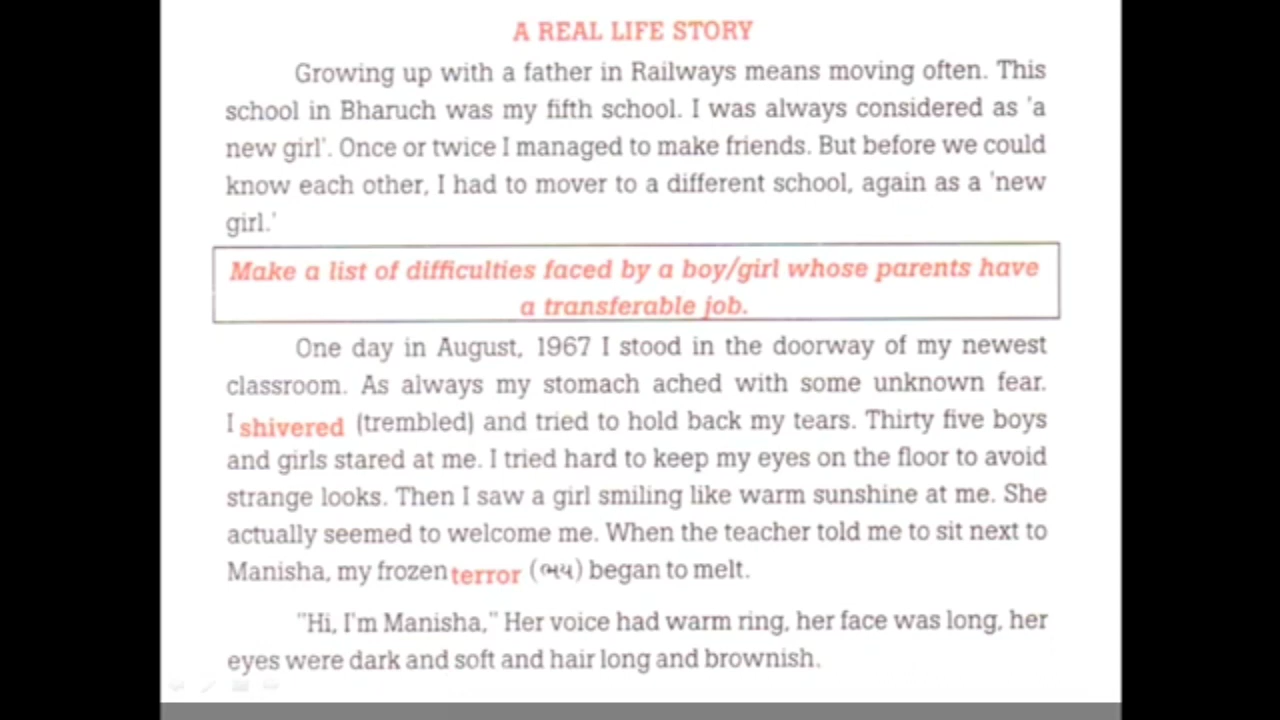 A REAL LIFE STORY
Growing up with a father in Railways means moving often. This
school in Bharuch was my fifth school. I was always considered as 'a
new girl'. Once or twice I managed to make friends. But before we could
know each other, I had to mover to a different school, again as a 'new
girl.'
Make a list of difficulties faced by a boy/girl whose parents have
a transferable job.
One day in August, 1967 I stood in the doorway of my newest
classroom. As always my stomach ached with some unknown fear.
I shivered (trembled) and tried to hold back my tears. Thirty five boys
and girls stared at me. I tried hard to keep my eyes on the floor to avoid
strange looks. Then I saw a girl smiling like warm sunshine at me. She
actually seemed to welcome me. When the teacher told me to sit next to
Manisha, my frozen terror (ભય) began to melt.
"Hi, I'm Manisha," Her voice had warm ring, her face was long, her
eyes were dark and soft and hair long and brownish.